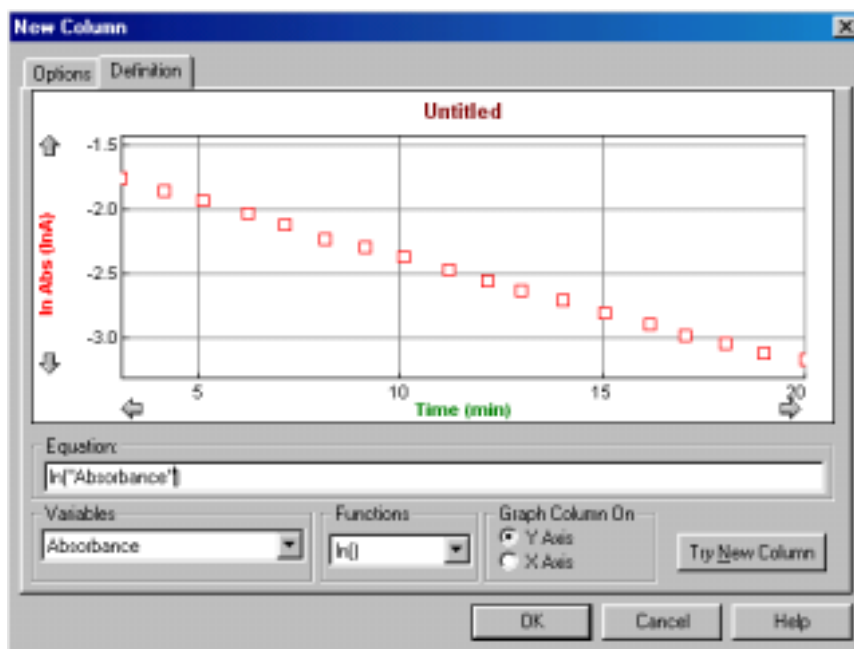 New Column
Options Definition
Untitled
ln Abs (lnA)
-1.5
-2.0
-2.5
-3.0
5 10 15 20
Time (min)
Equation:
ln("Absorbance")
Variables Functions Graph Column On
Absorbance ln() Y Axis
X Axis
Try New Column
OK Cancel Help